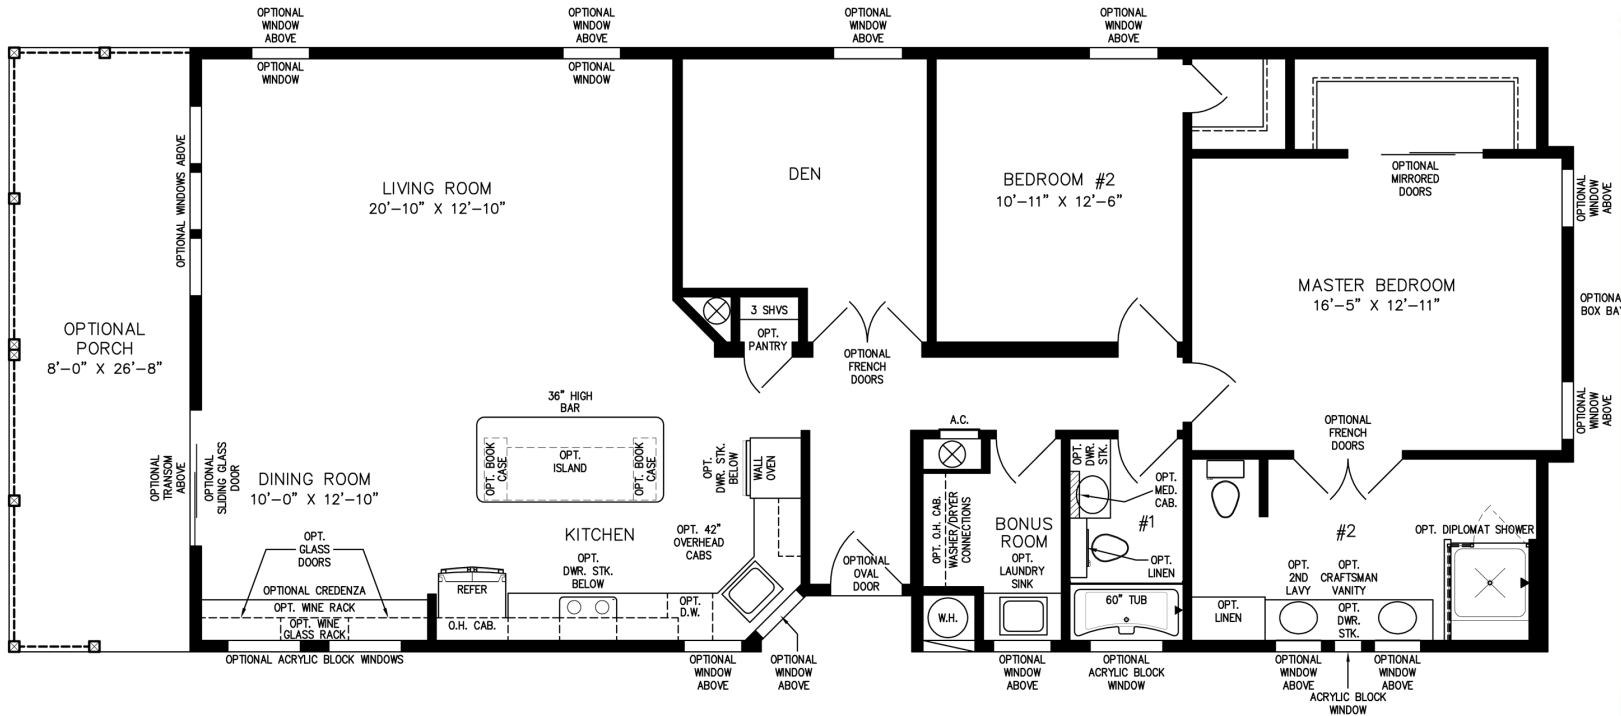 OPTIONAL
WINDOW
ABOVE
OPTIONAL
WINDOW
ABOVE
OPTIONAL
WINDOW
ABOVE
OPTIONAL
WINDOW
ABOVE
OPTIONAL
WINDOW
OPTIONAL
WINDOW
OPTIONAL WINDOWS ABOVE
LIVING ROOM
20'-10" X 12'-10"
DEN
BEDROOM #2
10'-11" X 12'-6"
OPTIONAL
MIRRORED
DOORS
OPTIONAL
WINDOW
ABOVE
MASTER BEDROOM
16'-5" X 12'-11"
OPTIONA
BOX BA
OPTIONAL
PORCH
8'-0" X 26'-8"
3 SHVS
OPT.
PANTRY
OPTIONAL
FRENCH
DOORS
36" HIGH
BAR
OPTIONAL
WINDOW
ABOVE
OPTIONAL
FRENCH
DOORS
A.C.
OPTIONAL
TRANSOM
ABOVE
OPTIONAL
SLIDING GLASS
DOOR
DINING ROOM
10'-0" X 12'-10"
OPT. BOOK
CASE
OPT.
ISLAND
OPT. BOOK
CASE
OPT.
DWR. STK.
BELOW
WALL
OVEN
OPT.
DWR.
STK.
OPT.
MED.
CAB.
#1
OPT. O.H. CAB.
WASHER/DRYER
CONNECTIONS
BONUS
ROOM
OPT.
LAUNDRY
SINK
OPT.
LINEN
#2
OPT. DIPLOMAT SHOWER
KITCHEN
OPT. 42"
OVERHEAD
CABS
OPT.
GLASS
DOORS
OPT.
DWR. STK.
BELOW
OPTIONAL
OVAL
DOOR
OPTIONAL CREDENZA
OPT. WINE RACK
OPT. WINE
GLASS RACK
REFER
O.H. CAB.
OPT.
D.W.
W.H.
60" TUB
OPT.
LINEN
OPT.
2ND
LAVY
OPT.
CRAFTSMAN
VANITY
OPT.
DWR.
STK.
OPTIONAL ACRYLIC BLOCK WINDOWS
OPTIONAL
WINDOW
ABOVE
OPTIONAL
WINDOW
ABOVE
OPTIONAL
WINDOW
ABOVE
OPTIONAL
ACRYLIC BLOCK
WINDOW
OPTIONAL
WINDOW
ABOVE
OPTIONAL
WINDOW
ABOVE
ACRYLIC BLOCK
WINDOW